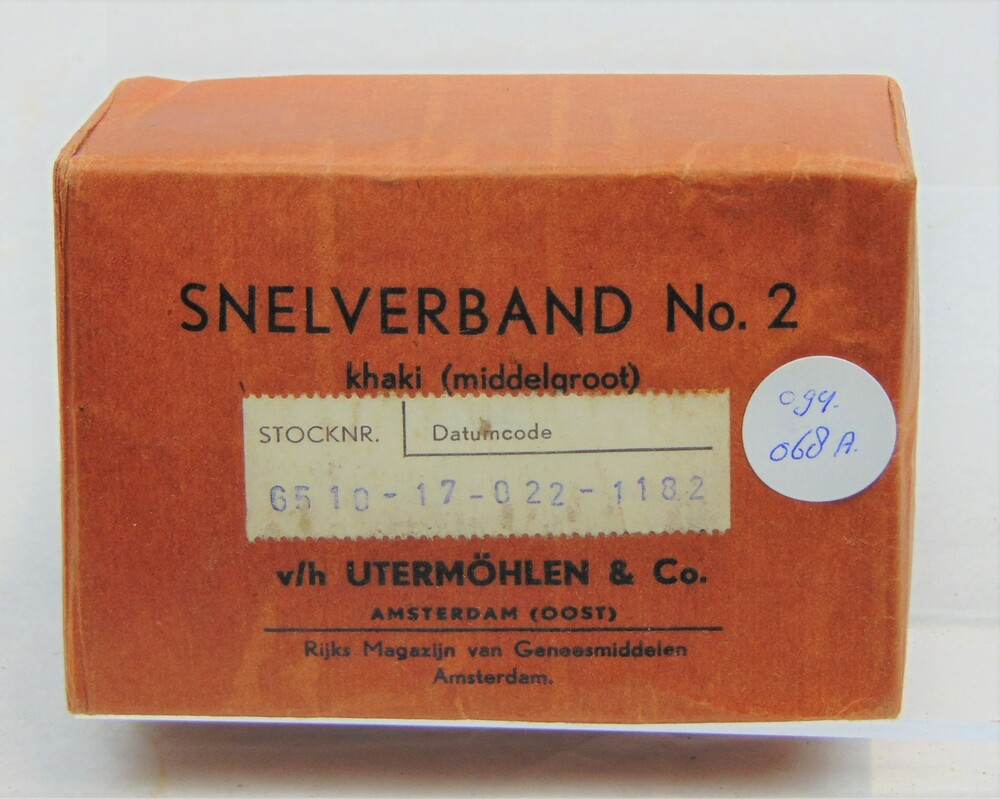 SNELVERBAND No. 2
khaki (middelgroot)
STOCKNR. Datumcode
6510-17-022-1182
099.
068 A.
v/h UTERMÖHLEN & Co.
AMSTERDAM (OOST)
Rijks Magazijn van Geneesmiddelen
Amsterdam.